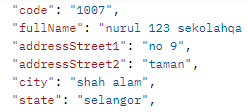 "code": "1007",
"fullName": "nurul 123 sekolahqa
"addressStreet1": "no 9",
"addressStreet2": "taman",
"city": "shah alam",
"state": "selangor",